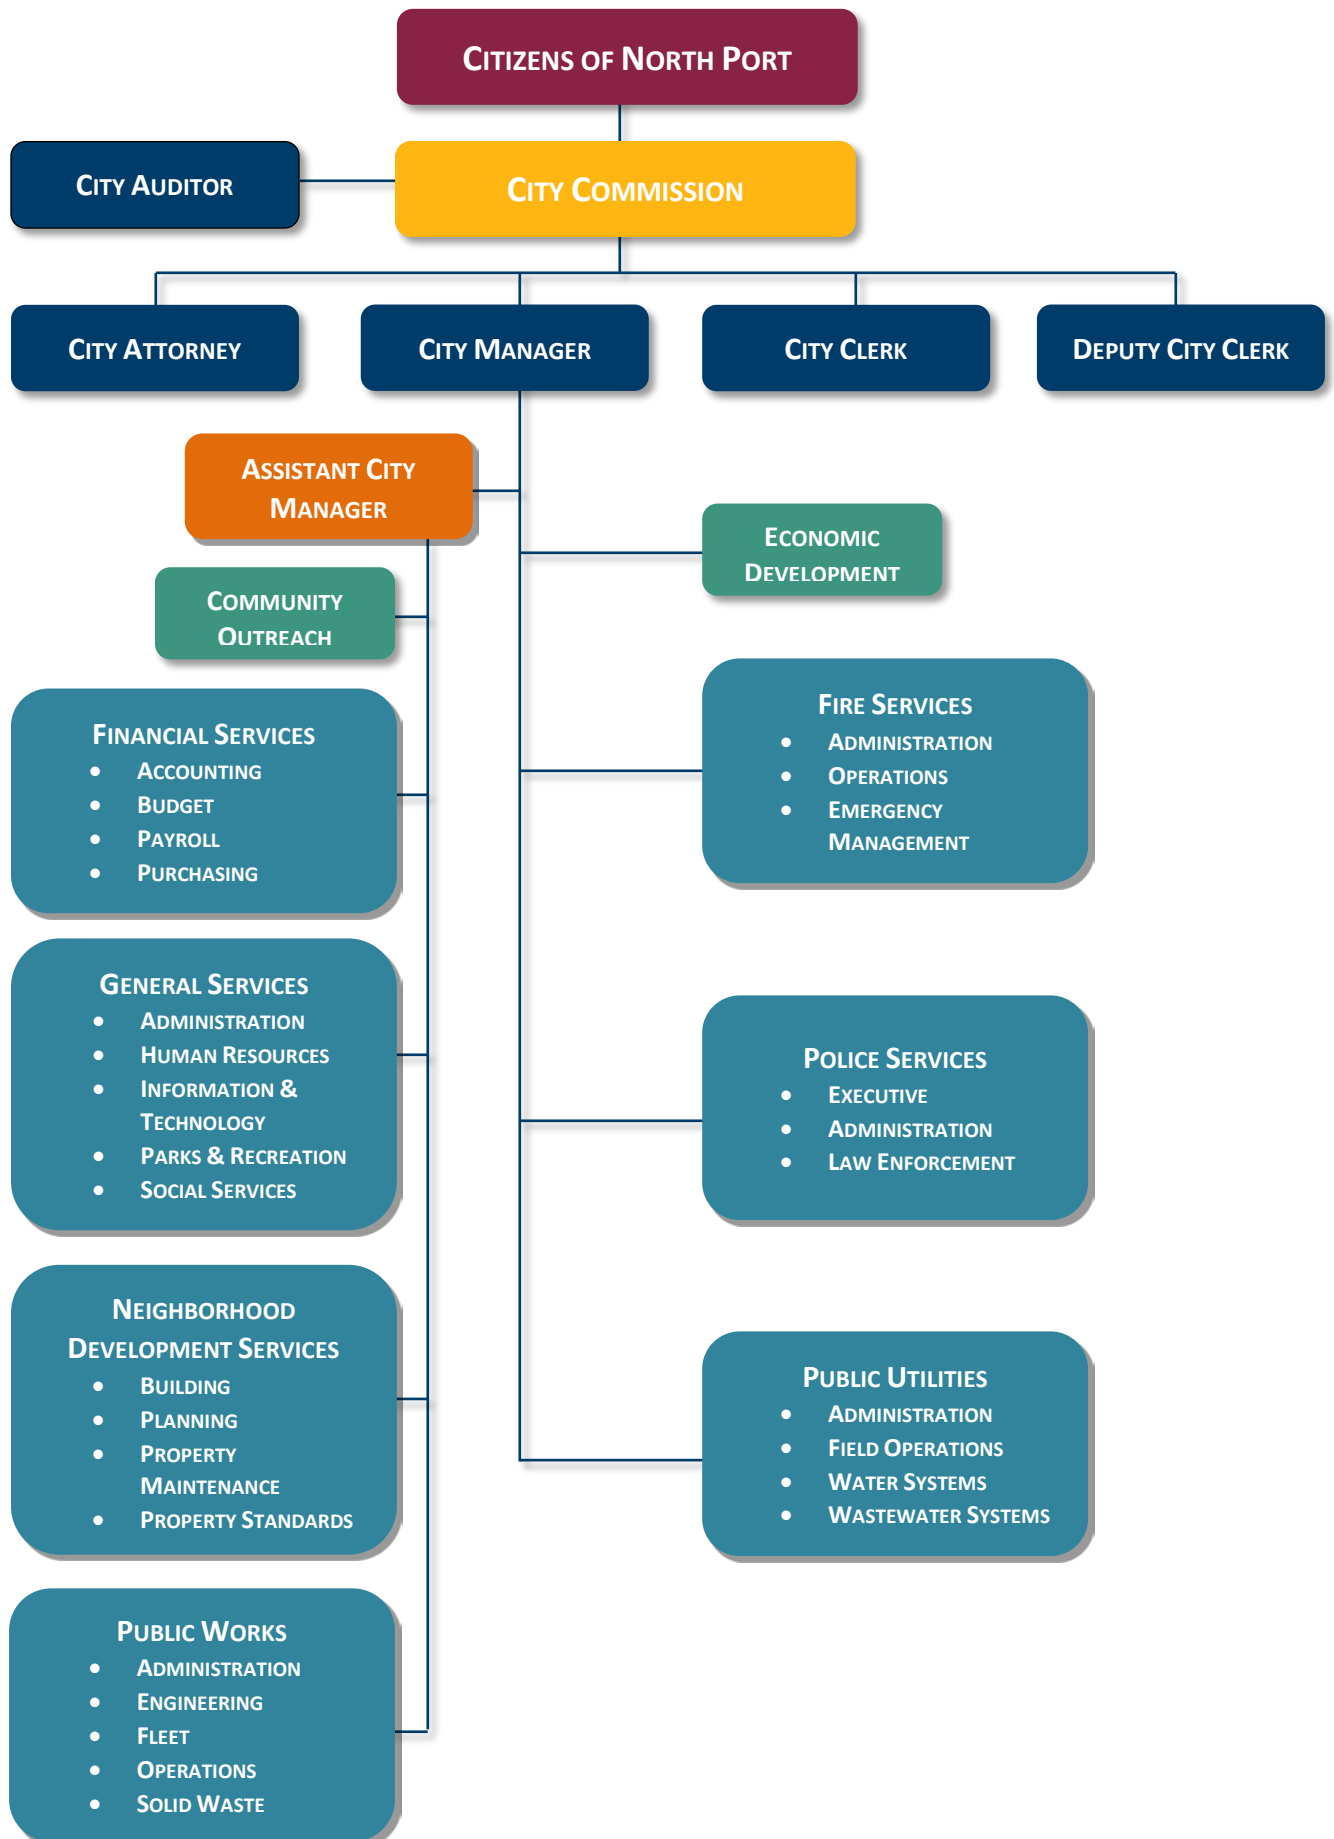 CITIZENS OF NORTH PORT
CITY AUDITOR
CITY COMMISSION
CITY ATTORNEY
CITY MANAGER
CITY CLERK
DEPUTY CITY CLERK
ASSISTANT CITY
MANAGER
ECONOMIC
DEVELOPMENT
COMMUNITY
OUTREACH
FINANCIAL SERVICES
• ACCOUNTING
• BUDGET
• PAYROLL
• PURCHASING
FIRE SERVICES
• ADMINISTRATION
• OPERATIONS
• EMERGENCY
MANAGEMENT
GENERAL SERVICES
• ADMINISTRATION
• HUMAN RESOURCES
• INFORMATION &
TECHNOLOGY
• PARKS & RECREATION
• SOCIAL SERVICES
POLICE SERVICES
• EXECUTIVE
• ADMINISTRATION
• LAW ENFORCEMENT
NEIGHBORHOOD
DEVELOPMENT SERVICES
• BUILDING
• PLANNING
• PROPERTY
MAINTENANCE
• PROPERTY STANDARDS
PUBLIC UTILITIES
• ADMINISTRATION
• FIELD OPERATIONS
• WATER SYSTEMS
• WASTEWATER SYSTEMS
PUBLIC WORKS
• ADMINISTRATION
• ENGINEERING
• FLEET
• OPERATIONS
• SOLID WASTE